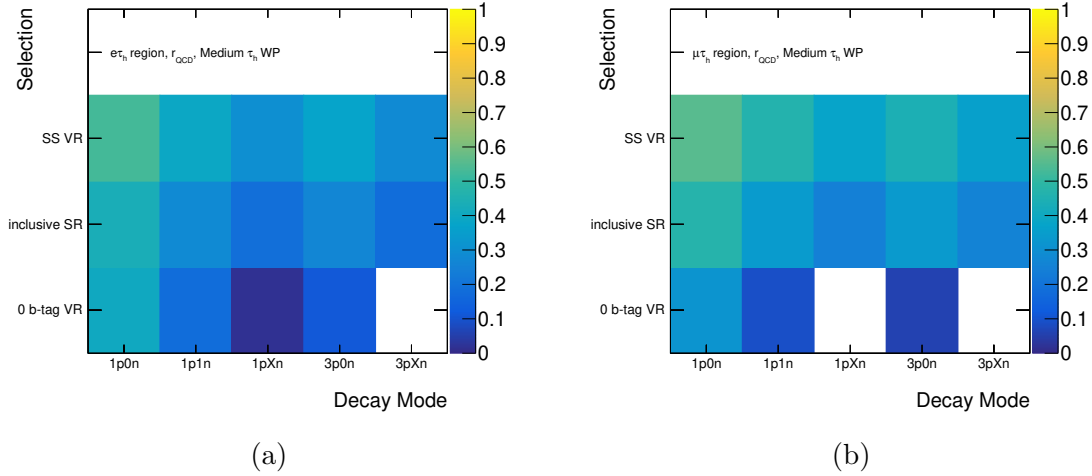 Selection
eτh region, rQCD, Medium τh WP
SS VR
inclusive SR
0 b-tag VR
1p0n 1p1n 1pXn 3p0n 3pXn
Decay Mode
1
0.9
0.8
0.7
0.6
0.5
0.4
0.3
0.2
0.1
0
(a)
Selection
μτh region, rQCD, Medium τh WP
SS VR
inclusive SR
0 b-tag VR
1p0n 1p1n 1pXn 3p0n 3pXn
Decay Mode
1
0.9
0.8
0.7
0.6
0.5
0.4
0.3
0.2
0.1
0
(b)